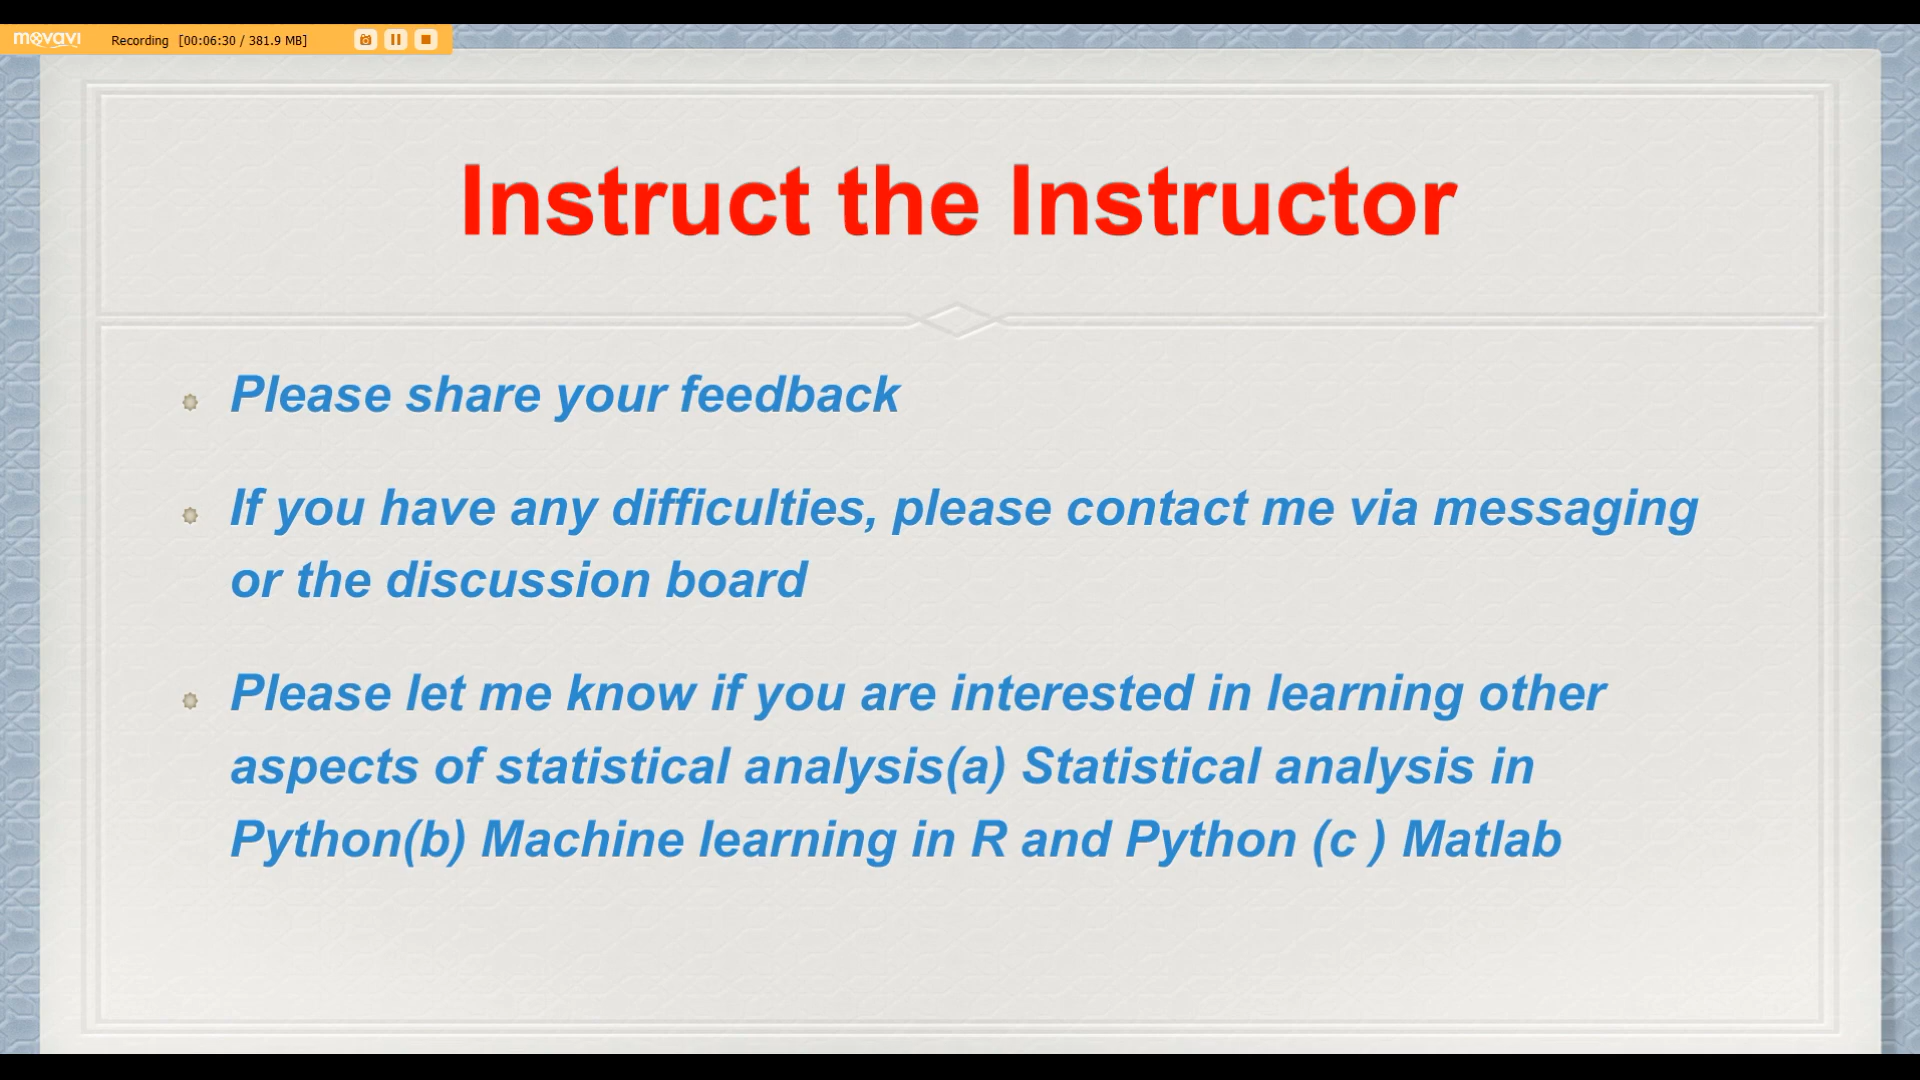 movavi Recording [00:06:30 / 381.9 MB]
Instruct the Instructor
Please share your feedback
If you have any difficulties, please contact me via messaging
or the discussion board
Please let me know if you are interested in learning other
aspects of statistical analysis(a) Statistical analysis in
Python(b) Machine learning in R and Python (c ) Matlab